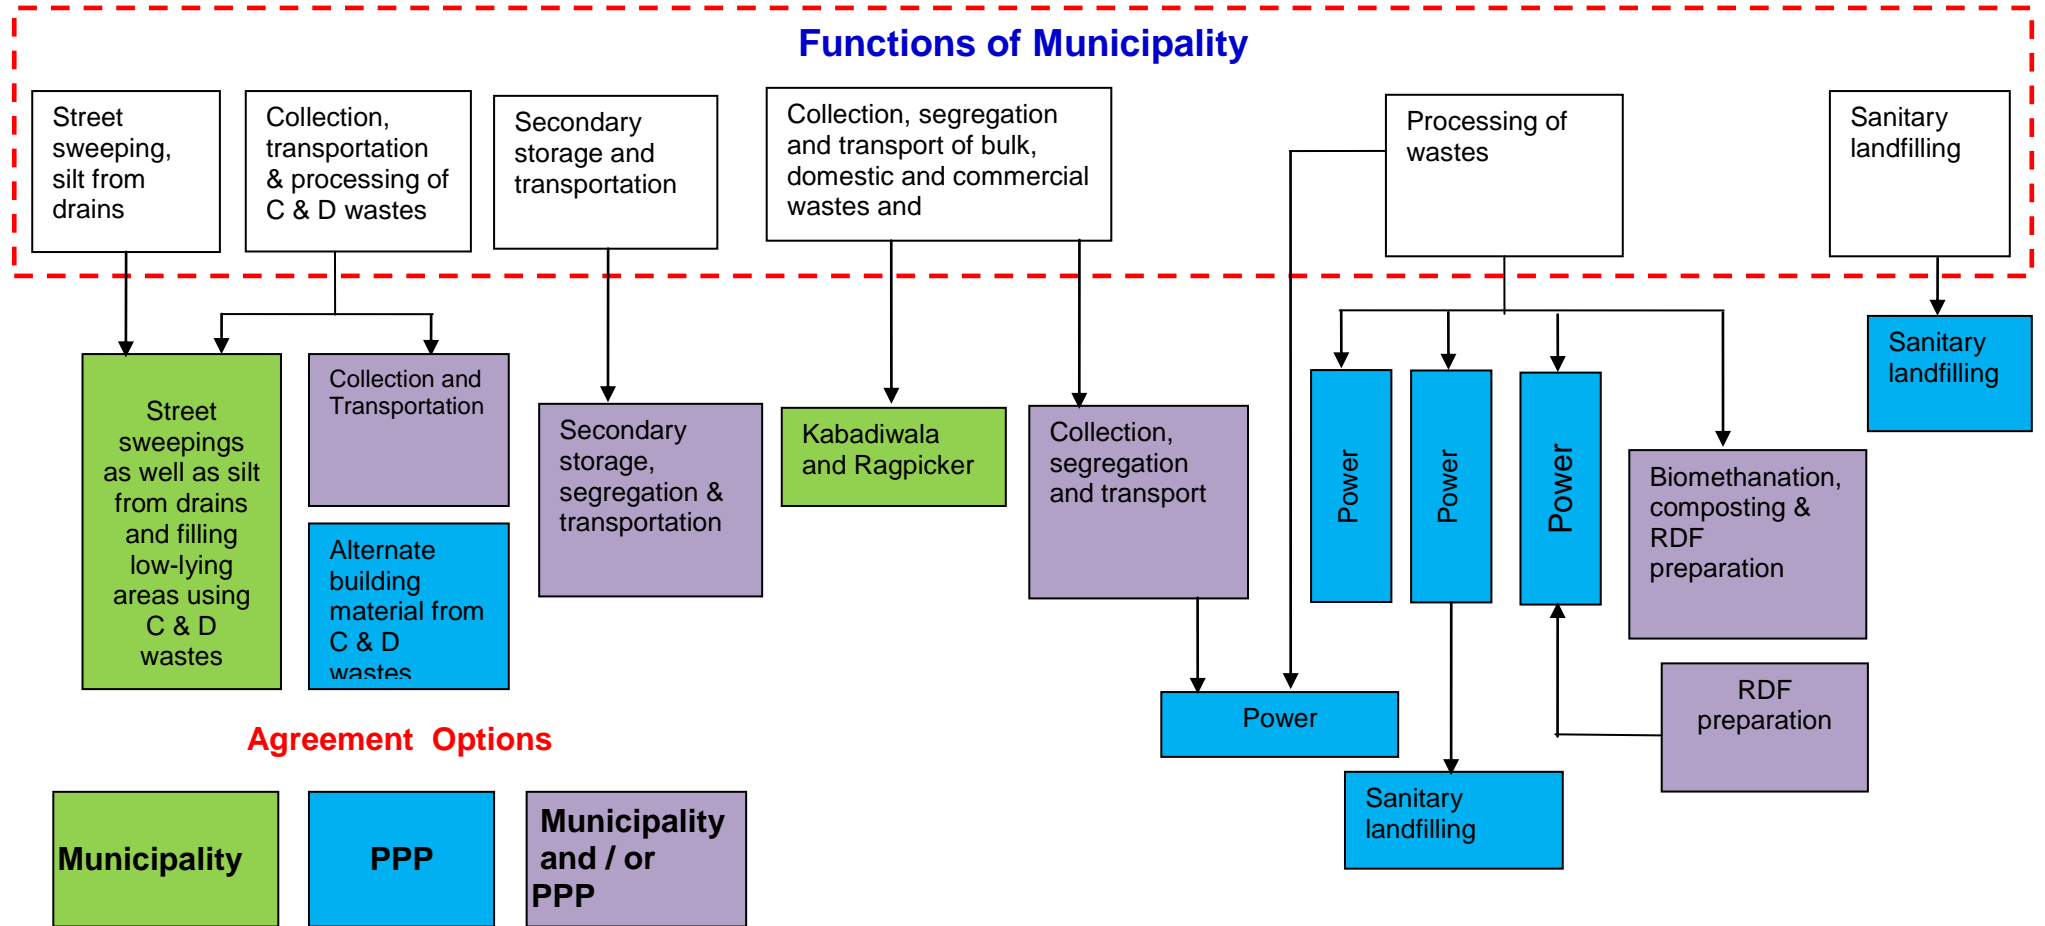 Functions of Municipality
Street
sweeping,
silt from
drains
Collection,
transportation
& processing of
C & D wastes
Secondary
storage and
transportation
Collection, segregation
and transport of bulk,
domestic and commercial
wastes and
Processing of
wastes
Sanitary
landfilling
Street
sweepings
as well as silt
from drains
and filling
low-lying
areas using
C & D
wastes
Collection and
Transportation
Alternate
building
material from
C & D
wastes
Secondary
storage,
segregation &
transportation
Kabadiwala
and Ragpicker
Collection,
segregation
and transport
Power
Power
Power
Biomethanation,
composting &
RDF
preparation
Sanitary
landfilling
RDF
preparation
Power
Sanitary
landfilling
Agreement Options
Municipality
PPP
Municipality
and / or
PPP